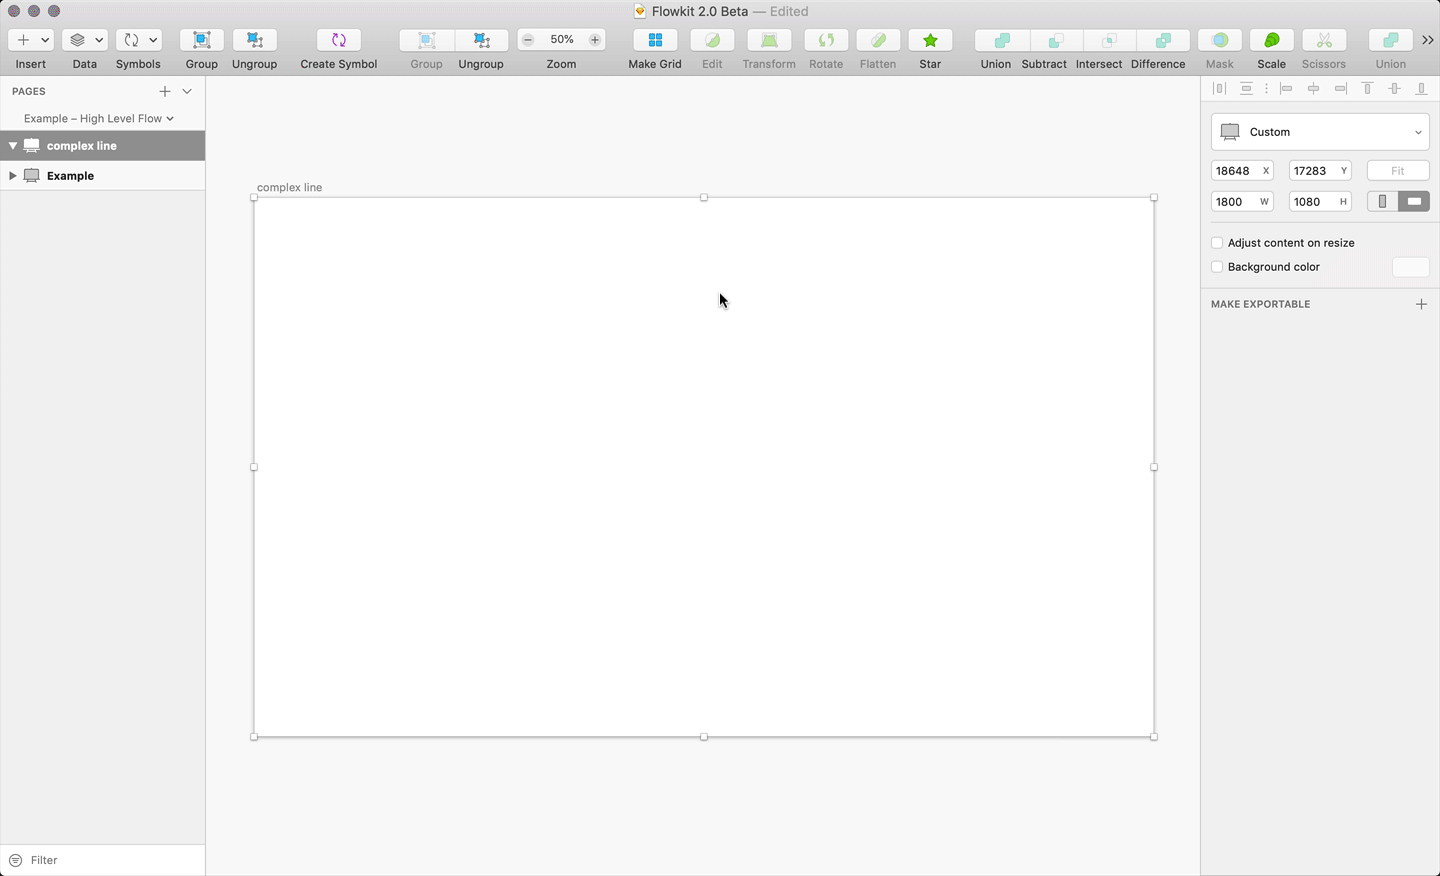 Flowkit 2.0 Beta — Edited
50%
Insert Data Symbols Group Ungroup Create Symbol Group Ungroup Zoom Make Grid Edit Transform Rotate Flatten Star Union Subtract Intersect Difference Mask Scale Scissors Union
PAGES
Example – High Level Flow
complex line
Example
Filter
complex line
Custom
18648 X 17283 Y Fit
1800 W 1080 H
Adjust content on resize
Background color
MAKE EXPORTABLE